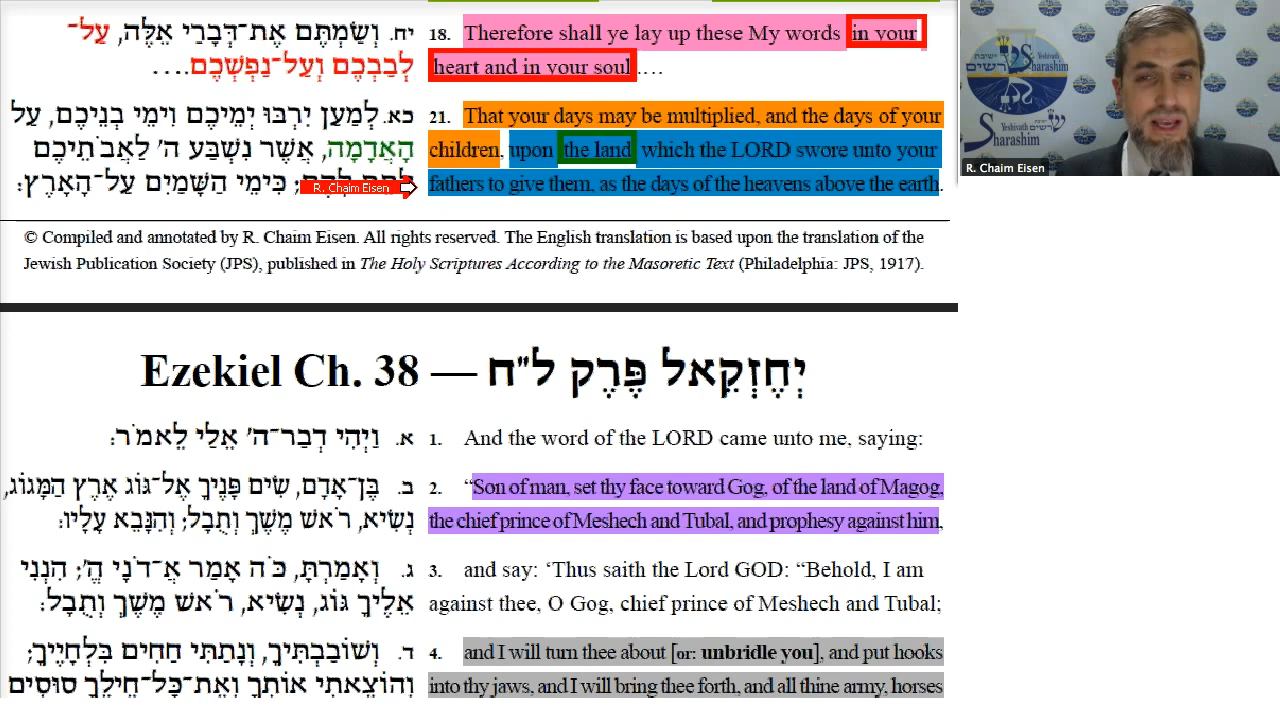 יח. וְשַׂמְתֶּם אֶת־דְּבָרַי אֵלֶּה, עַל־
לְבַבְכֶם וְעַל־נַפְשְׁכֶם....
18. Therefore shall ye lay up these My words in your
heart and in your soul....
כא. לְמַעַן יִרְבּוּ יְמֵיכֶם וִימֵי בְנֵיכֶם, עַל
הָאֲדָמָה, אֲשֶׁר נִשְׁבַּע ה' לַאֲבֹתֵיכֶם
לָתֵת לָהֶם; כִּימֵי הַשָּׁמַיִם עַל־הָאָרֶץ:
R. Chaim Eisen
21. That your days may be multiplied, and the days of your
children, upon the land which the LORD swore unto your
fathers to give them, as the days of the heavens above the earth.
© Compiled and annotated by R. Chaim Eisen. All rights reserved. The English translation is based upon the translation of the
Jewish Publication Society (JPS), published in The Holy Scriptures According to the Masoretic Text (Philadelphia: JPS, 1917).
Ezekiel Ch. 38 — יְחֶזְקֵאל פֶּרֶק ל"ח
א. וַיְהִי דְבַר־ה' אֵלַי לֵאמֹר:
1. And the word of the LORD came unto me, saying:
ב. בֶּן־אָדָם, שִׂים פָּנֶיךָ אֶל־גּוֹג אֶרֶץ הַמָּגוֹג,
נְשִׂיא, רֹאשׁ מֶשֶׁךְ וְתֻבָל; וְהִנָּבֵא עָלָיו:
2. “Son of man, set thy face toward Gog, of the land of Magog,
the chief prince of Meshech and Tubal, and prophesy against him,
ג. וְאָמַרְתָּ, כֹּה אָמַר אֲ־דֹנָי ה'; הִנְנִי
אֵלֶיךָ גּוֹג, נְשִׂיא, רֹאשׁ מֶשֶׁךְ וְתֻבָל:
3. and say: ‘Thus saith the Lord GOD: “Behold, I am
against thee, O Gog, chief prince of Meshech and Tubal;
ד. וְשׁוֹבַבְתִּיךָ, וְנָתַתִּי חַחִים בִּלְחָיֶיךָ;
וְהוֹצֵאתִי אוֹתְךָ וְאֶת־כָּל־חֵילֶךָ סוּסִים
4. and I will turn thee about [or: unbridle you], and put hooks
into thy jaws, and I will bring thee forth, and all thine army, horses
Yeshivath
Sharashim
ישיבת
שרשים
Yeshivath
Sharashim
R. Chaim Eisen